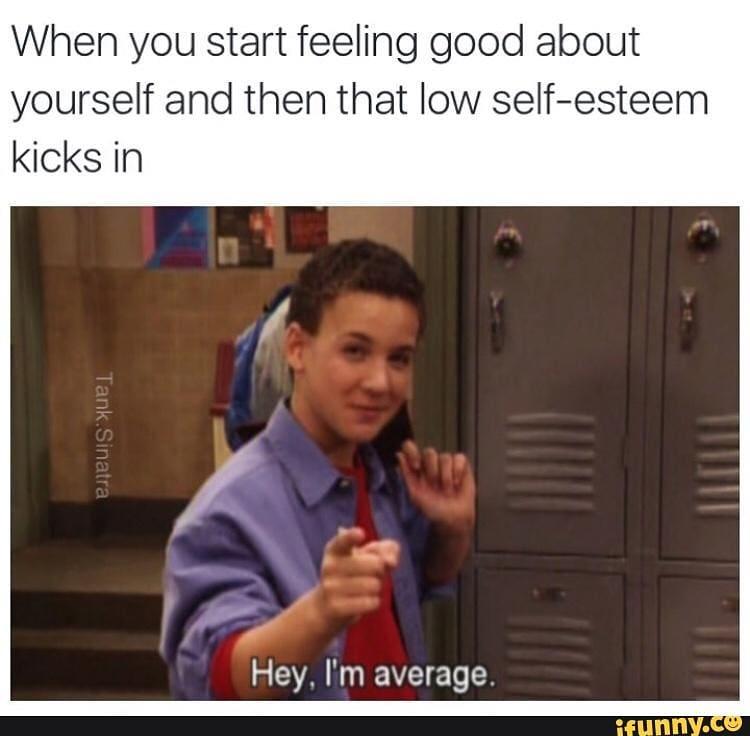 When you start feeling good about
yourself and then that low self-esteem
kicks in
Tank.Sinatra
Hey, I'm average.
ifunny.co